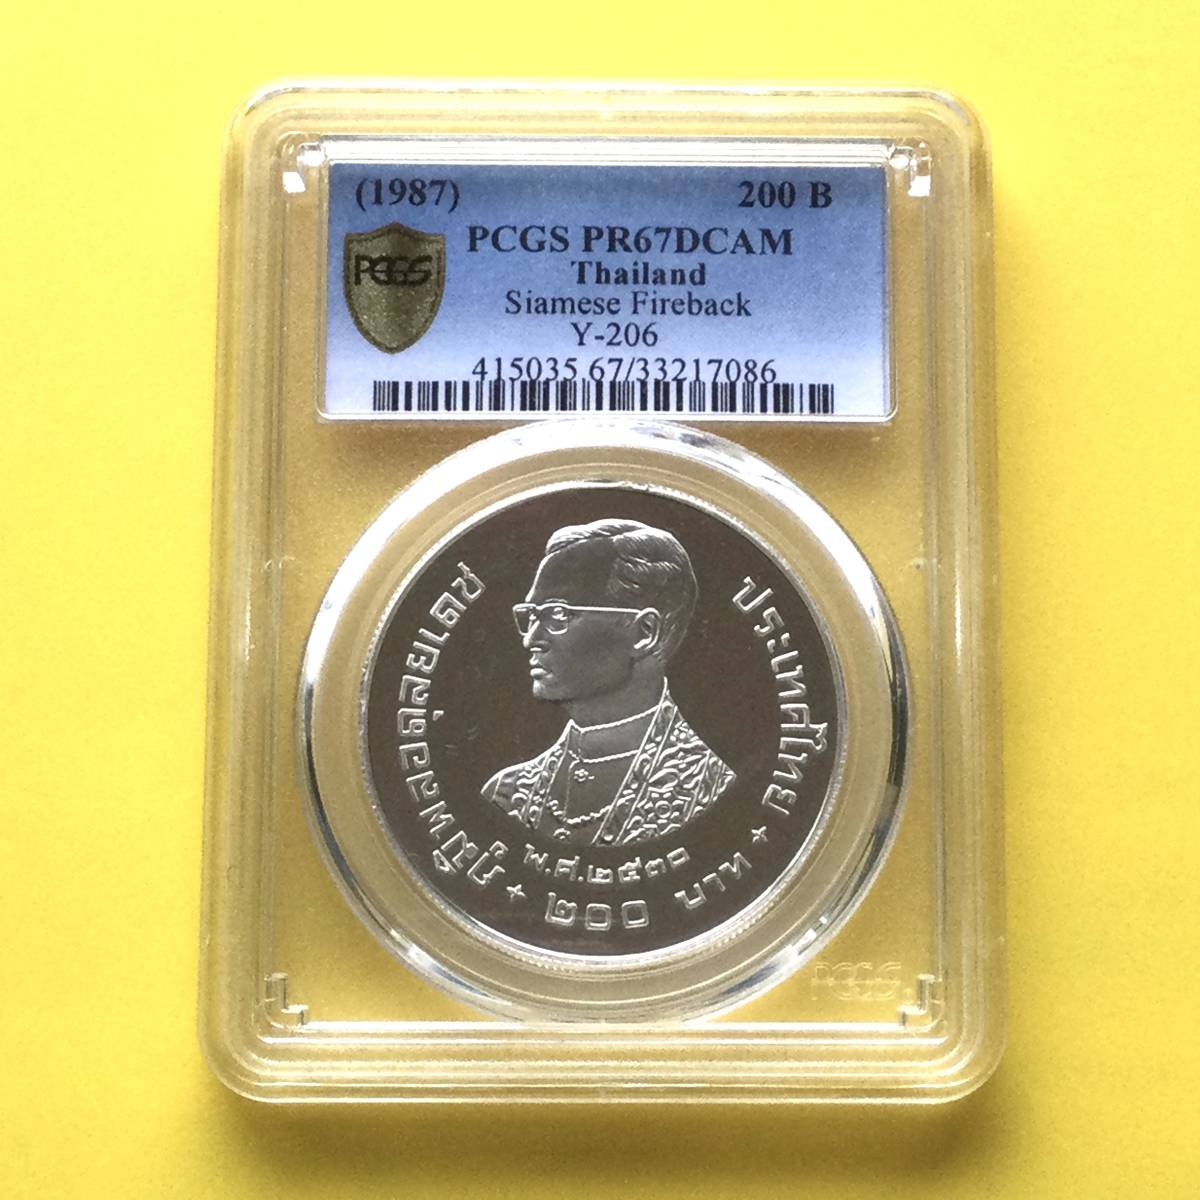 (1987) 200 B
PCGS PR67DCAM
PCGS
Thailand
Siamese Fireback
Y-206
415035.67/33217086
ภูมิพลอดุลยเดช
ประเทศไทย
พ.ศ.๒๕๓๐
๒๐๐ บาท
PCGS